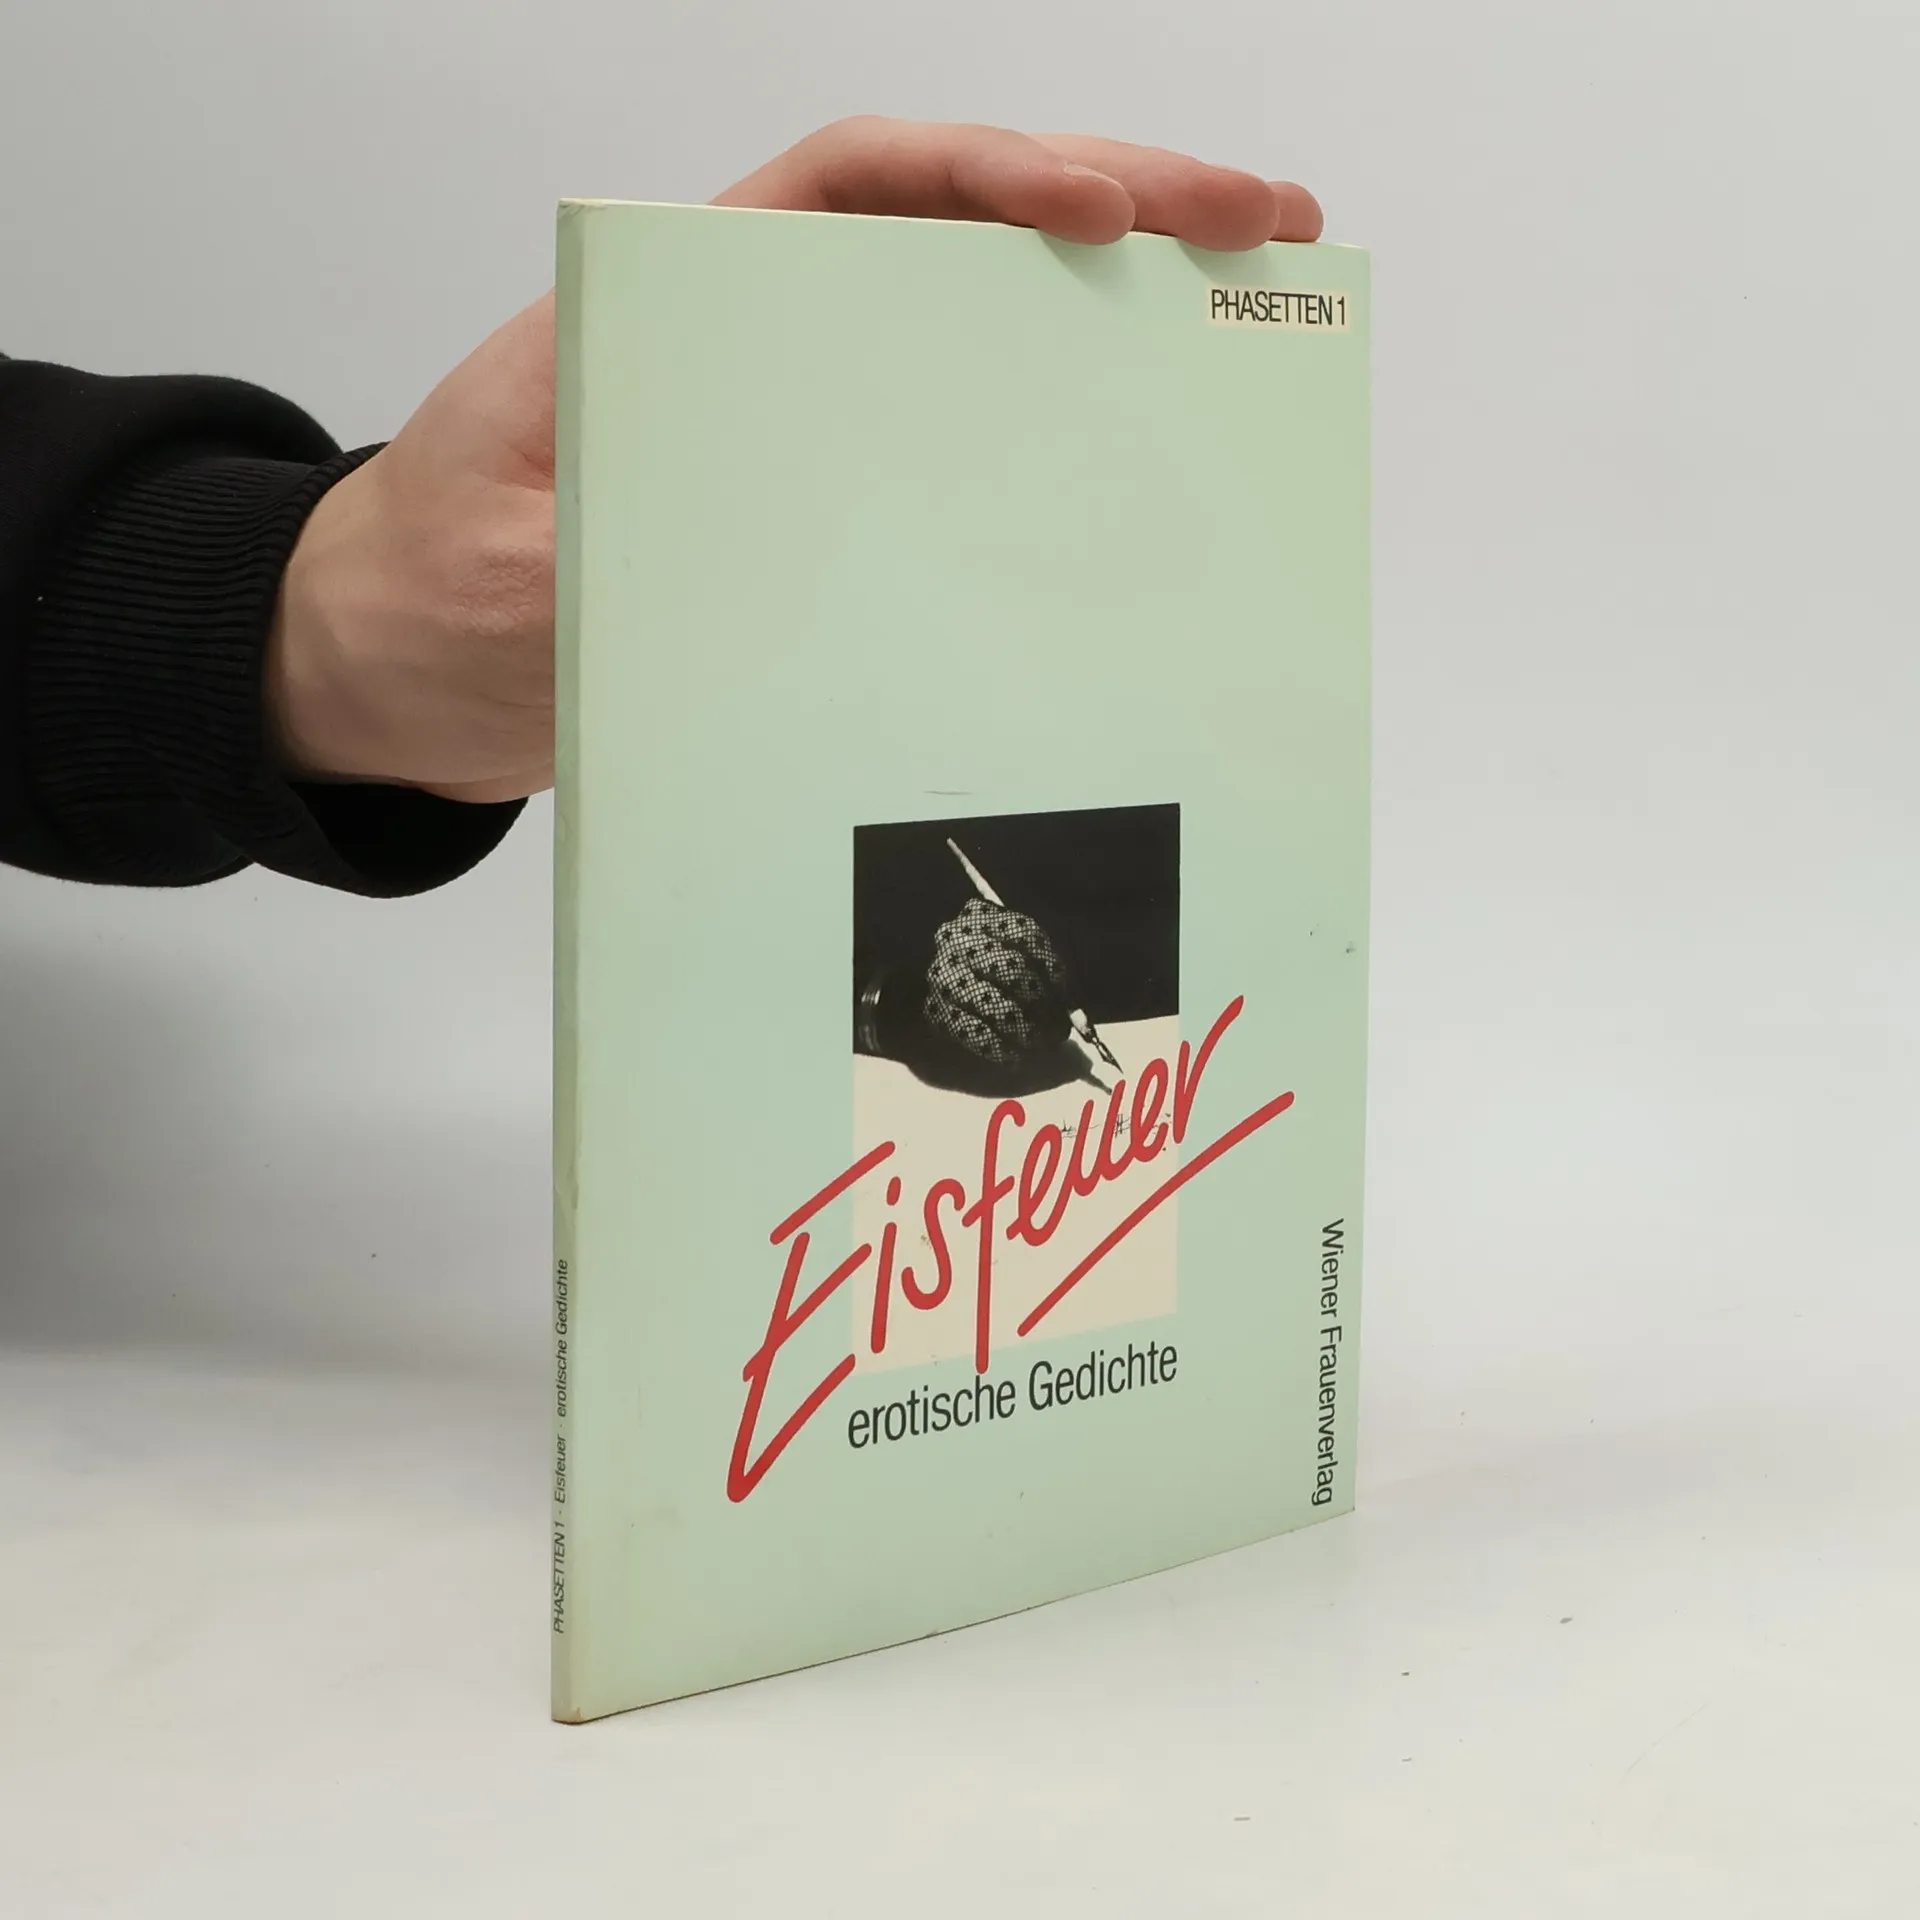 PHASETTEN 1
Eisfeuer
erotische Gedichte
Wiener Frauenverlag
PHASETTEN 1 · Eisfeuer · erotische Gedichte